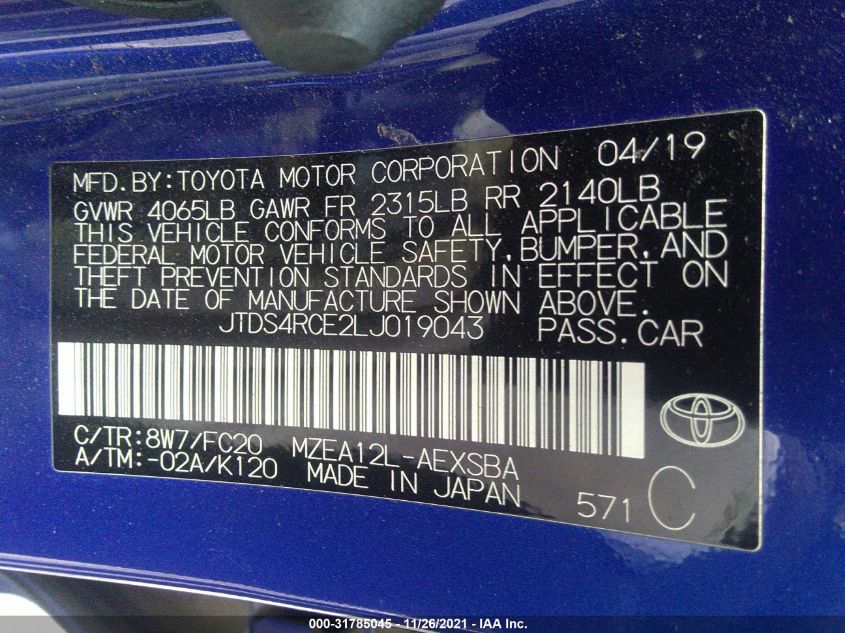 MFD.BY:TOYOTA MOTOR CORPORATION 04/19
GVWR 4065LB GAWR FR 2315LB RR 2140LB
THIS VEHICLE CONFORMS TO ALL APPLICABLE
FEDERAL MOTOR VEHICLE SAFETY,BUMPER,AND
THEFT PREVENTION STANDARDS IN EFFECT ON
THE DATE OF MANUFACTURE SHOWN ABOVE.
JTDS4RCE2LJ019043 PASS.CAR
C/TR:8W7/FC20 MZEA12L-AEXSBA
A/TM:-02A/K120 MADE IN JAPAN 571 C
000-31785045 - 11/26/2021 - IAA Inc.